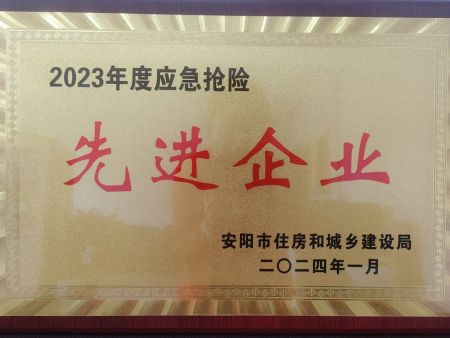 2023年度应急抢险
先进企业
安阳市住房和城乡建设局
二〇二四年一月